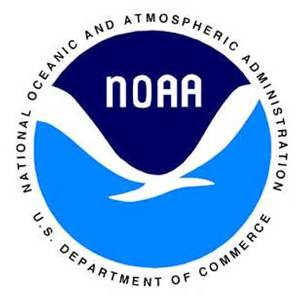 NATIONAL OCEANIC AND ATMOSPHERIC ADMINISTRATION
NOAA
U.S. DEPARTMENT OF COMMERCE